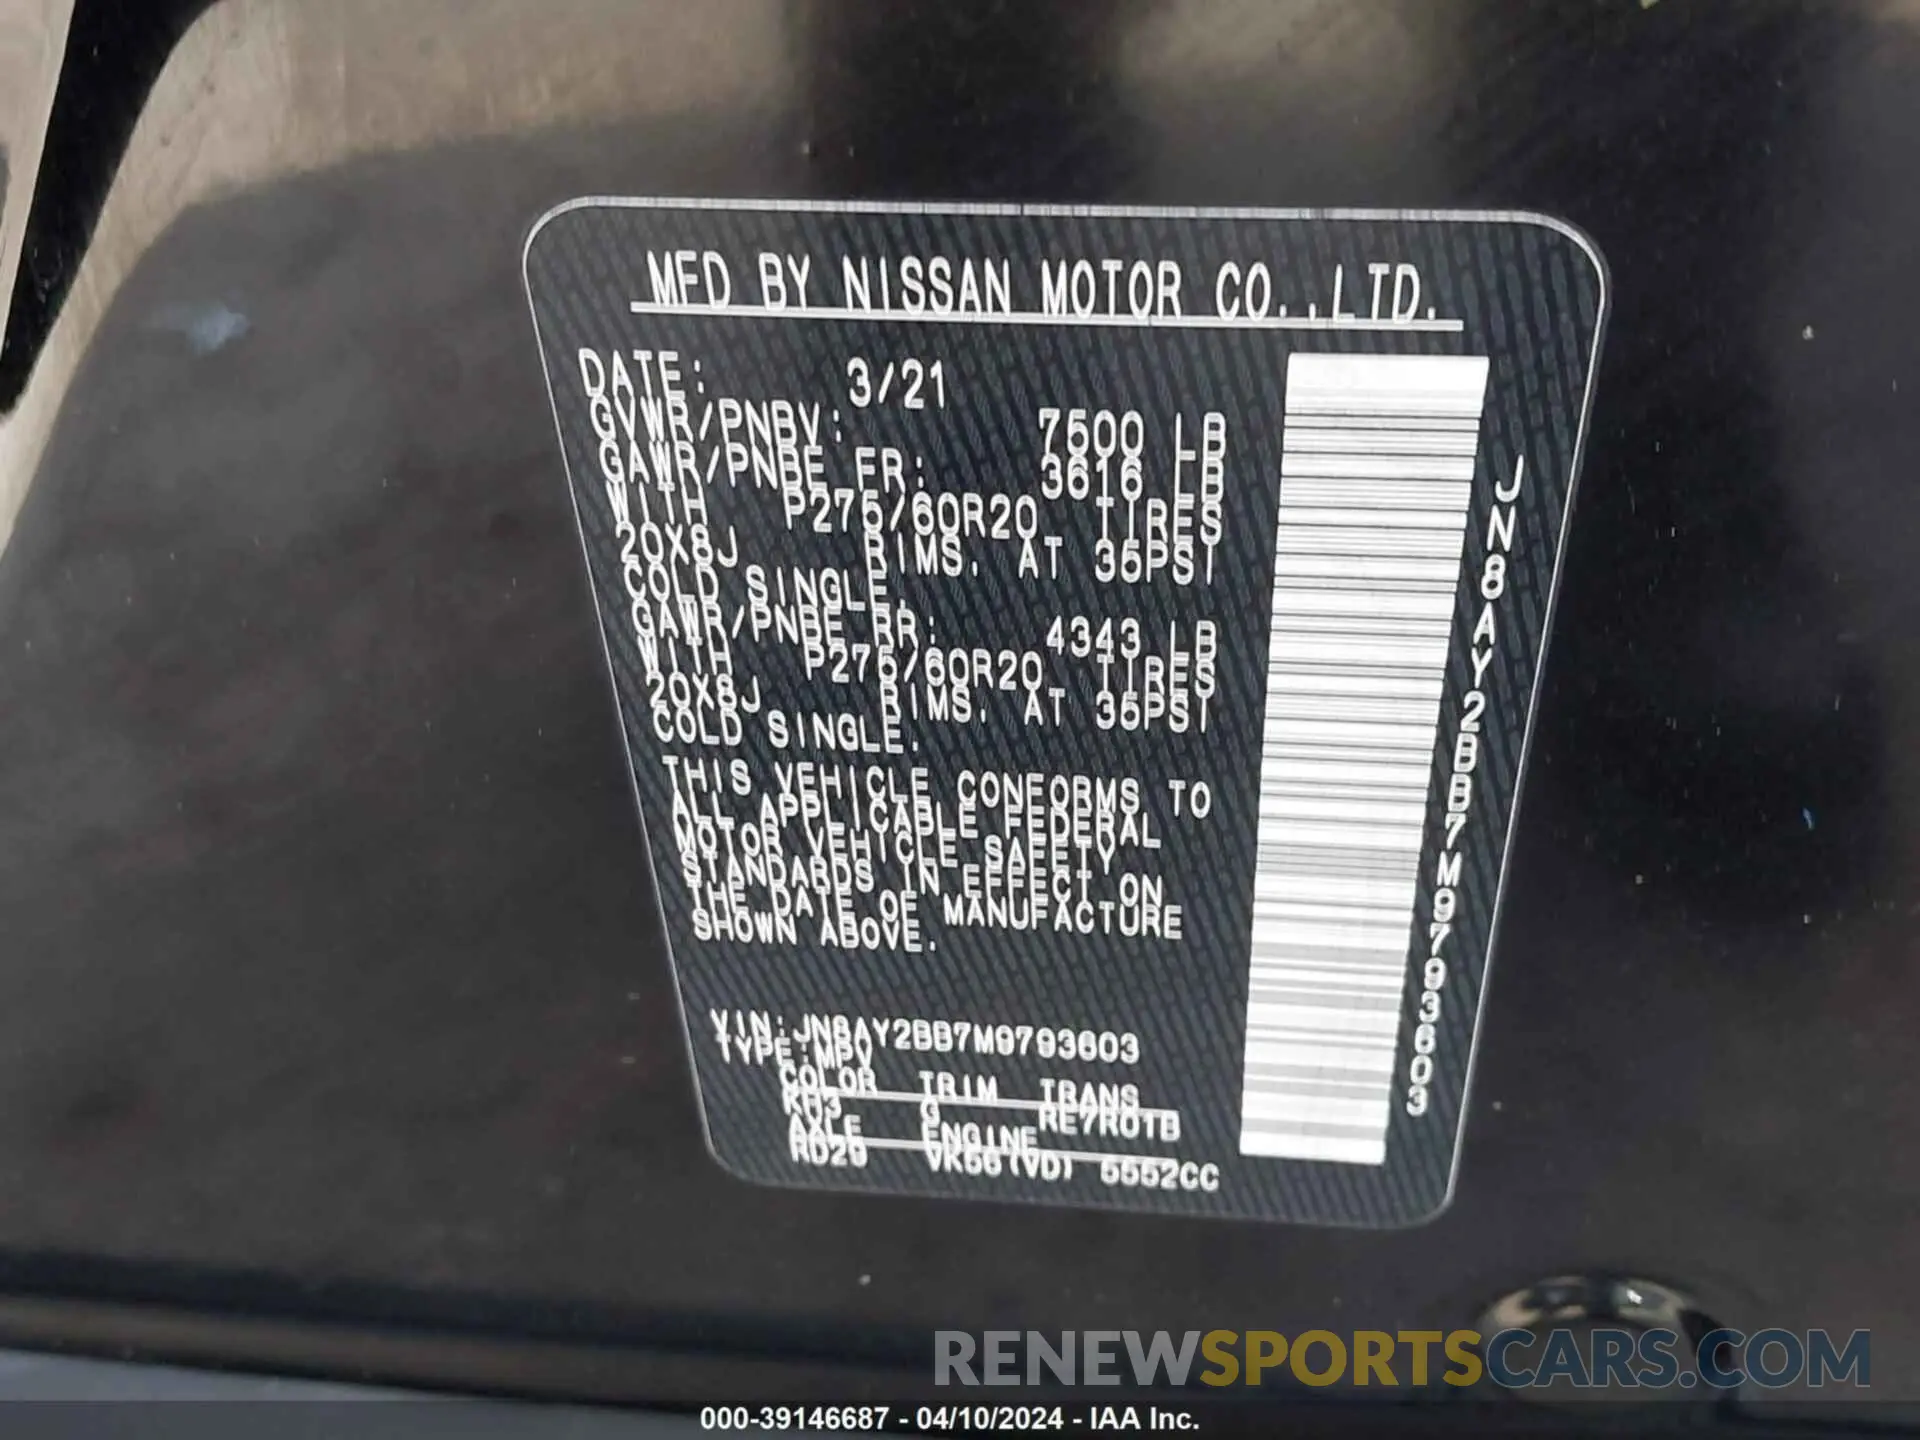 MFD BY NISSAN MOTOR CO.,LTD.
DATE: 3/21
GVWR/PNBV: 7500 LB
GAWR/PNBE FR: 3616 LB
WITH P275/60R20 TIRES
20X8J RIMS. AT 35PSI
COLD SINGLE.
GAWR/PNBE RR: 4343 LB
WITH P275/60R20 TIRES
20X8J RIMS. AT 35PSI
COLD SINGLE.
THIS VEHICLE CONFORMS TO
ALL APPLICABLE FEDERAL
MOTOR VEHICLE SAFETY
STANDARDS IN EFFECT ON
THE DATE OF MANUFACTURE
SHOWN ABOVE.
VIN:JN8AY2BB7M9793603
TYPE:MPV
COLOR TRIM TRANS
KH3 G RE7R01B
AXLE ENGINE
RD20 VK56(VD) 5552CC
JN8AY2BB7M9793603
RENEWSPORTSCARS.COM
000-39146687 - 04/10/2024 - IAA Inc.